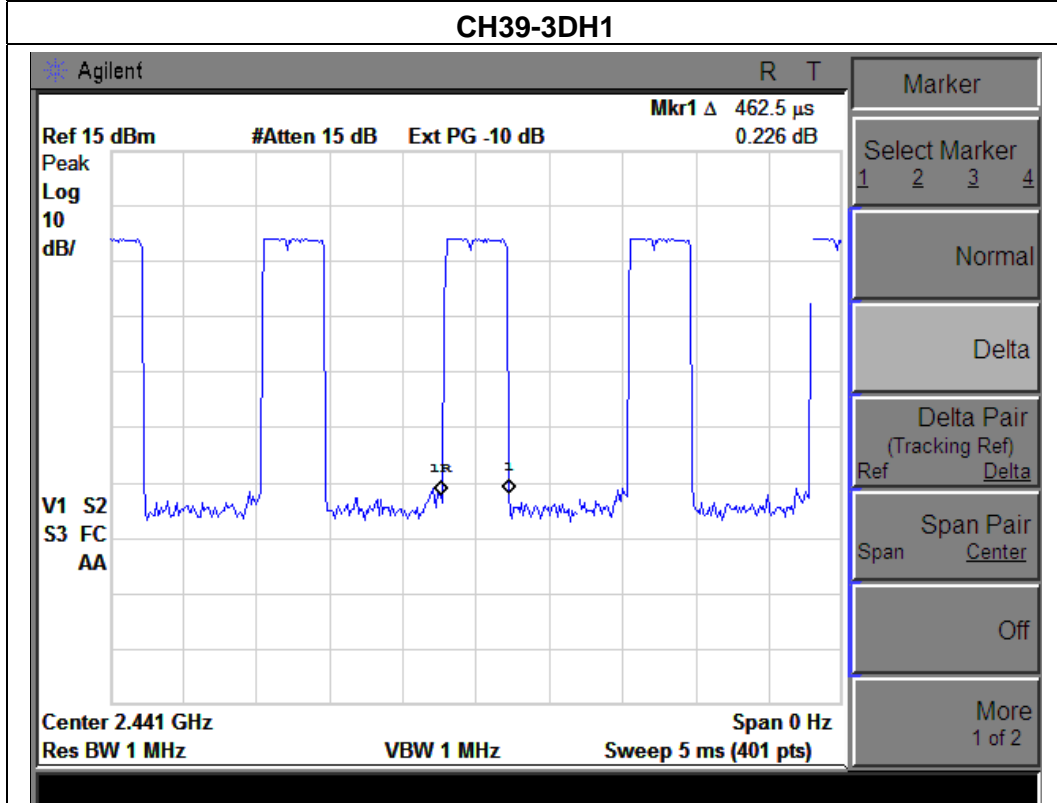 CH39-3DH1
Agilent R T
Mkr1 Δ 462.5 μs
Ref 15 dBm #Atten 15 dB Ext PG -10 dB 0.226 dB
Peak
Log
10
dB/
1R 1
V1 S2
S3 FC
AA
Center 2.441 GHz Span 0 Hz
Res BW 1 MHz VBW 1 MHz Sweep 5 ms (401 pts)
Marker
Select Marker
1 2 3 4
Normal
Delta
Delta Pair
(Tracking Ref)
Ref Delta
Span Pair
Span Center
Off
More
1 of 2